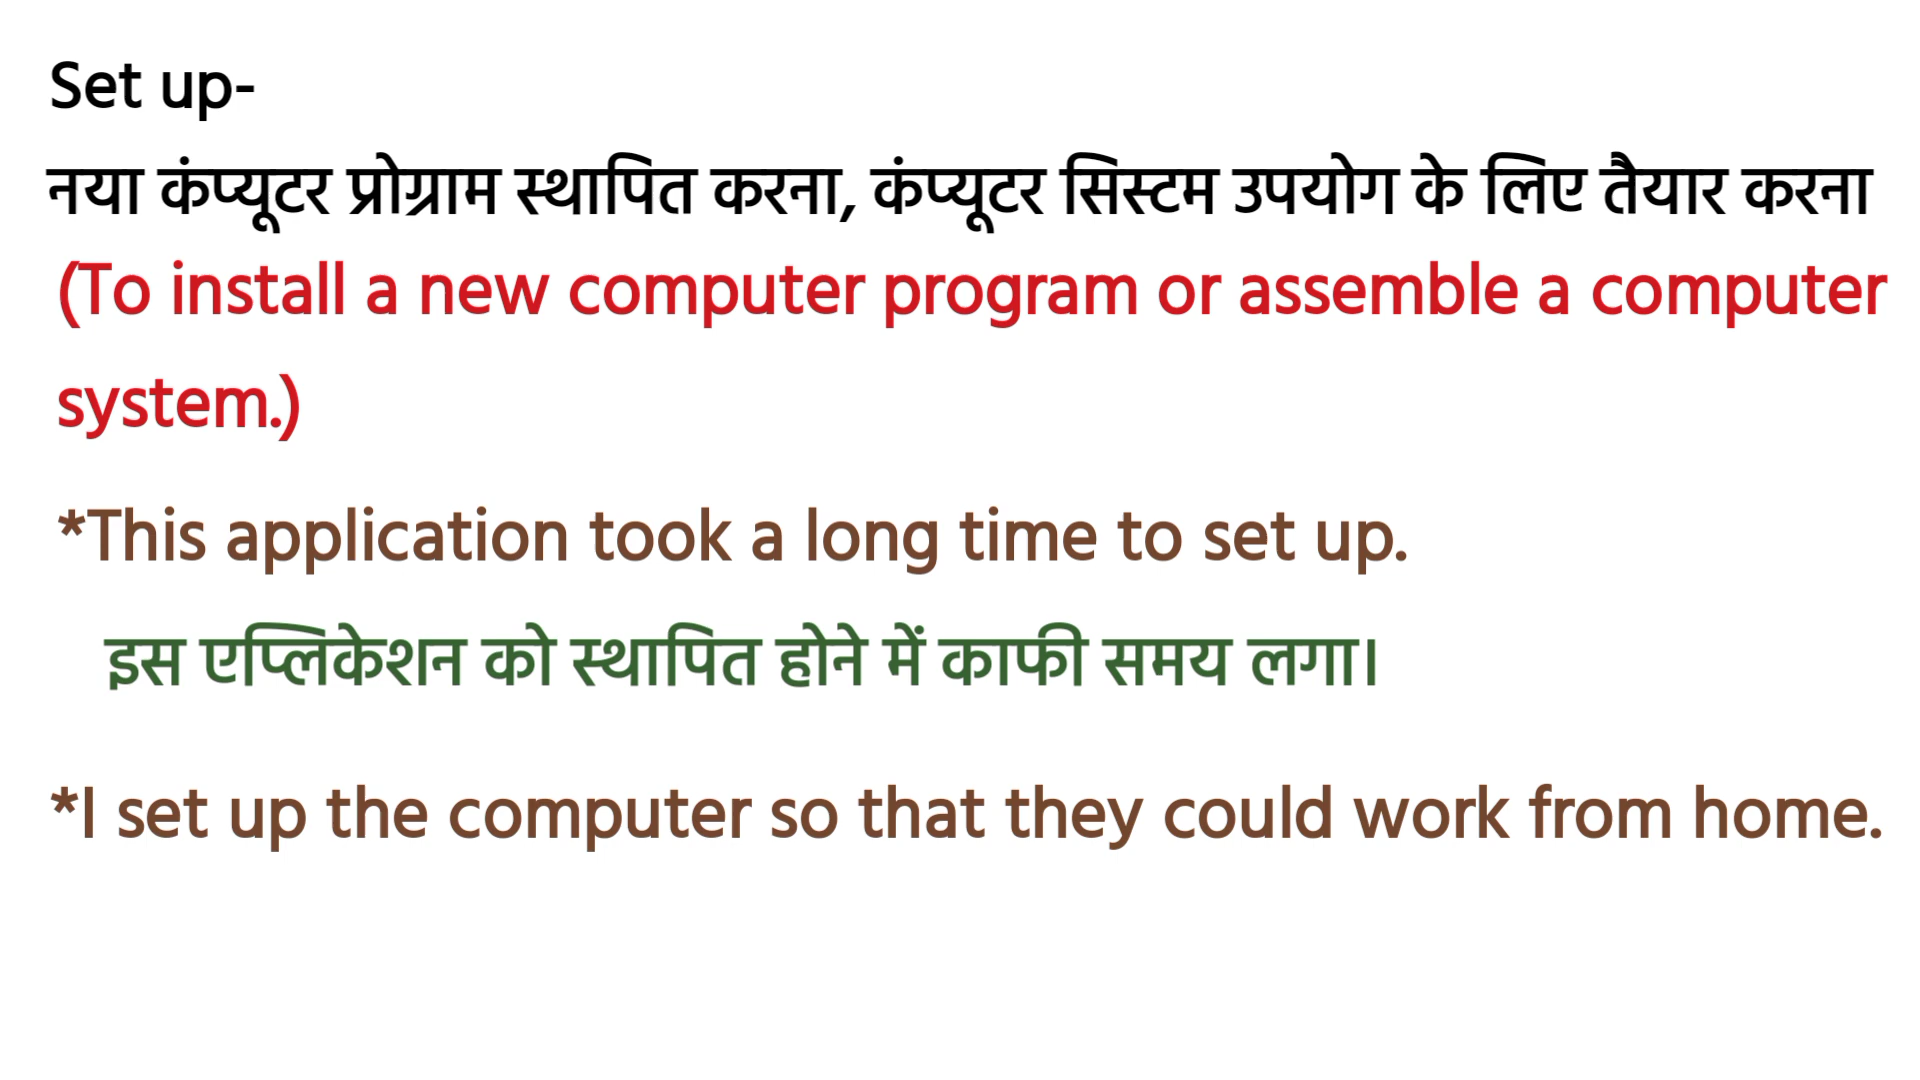 Set up-
नया कंप्यूटर प्रोग्राम स्थापित करना, कंप्यूटर सिस्टम उपयोग के लिए तैयार करना
(To install a new computer program or assemble a computer
system.)
*This application took a long time to set up.
इस एप्लिकेशन को स्थापित होने में काफी समय लगा।
*I set up the computer so that they could work from home.